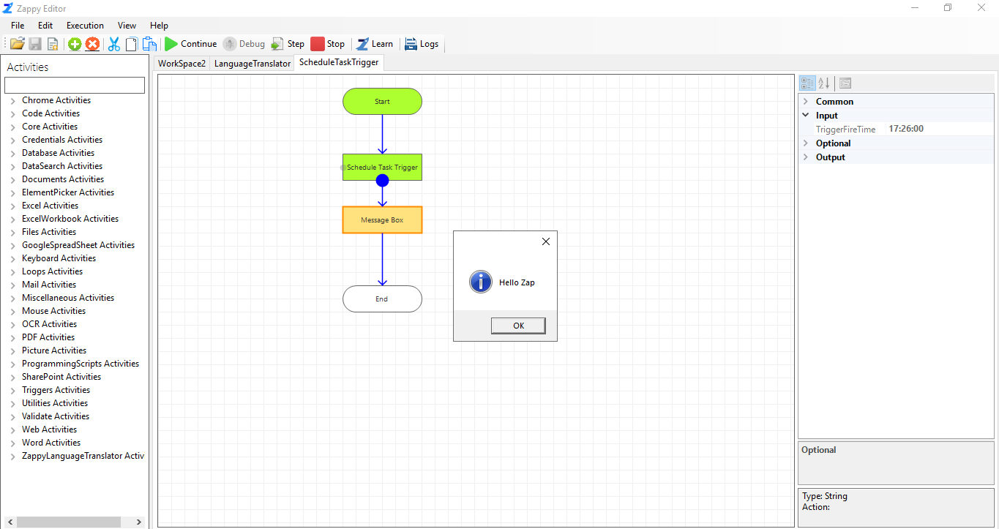 Zappy Editor
File Edit Execution View Help
Continue Debug Step Stop Learn Logs
Activities
WorkSpace2 LanguageTranslator ScheduleTaskTrigger
Chrome Activities
Code Activities
Core Activities
Credentials Activities
Database Activities
DataSearch Activities
Documents Activities
ElementPicker Activities
Excel Activities
ExcelWorkbook Activities
Files Activities
GoogleSpreadSheet Activities
Keyboard Activities
Loops Activities
Mail Activities
Miscellaneous Activities
Mouse Activities
OCR Activities
PDF Activities
Picture Activities
ProgrammingScripts Activities
SharePoint Activities
Triggers Activities
Utilities Activities
Validate Activities
Web Activities
Word Activities
ZappyLanguageTranslator Activ
Start
Schedule Task Trigger
Message Box
End
Hello Zap
OK
A
Z
Common
Input
TriggerFireTime 17:26:00
Optional
Output
Optional
Type: String
Action: